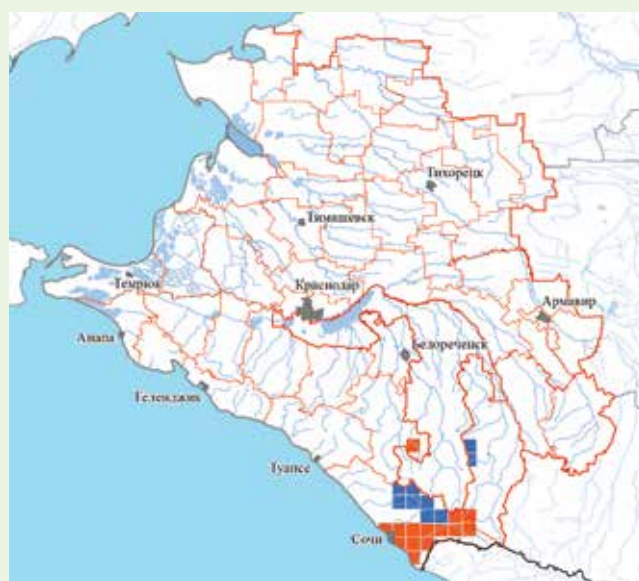 Тихорецк
Тимашевск
Краснодар
Темрюк
Армавир
Анапа
Белореченск
Геленджик
Туапсе
Сочи